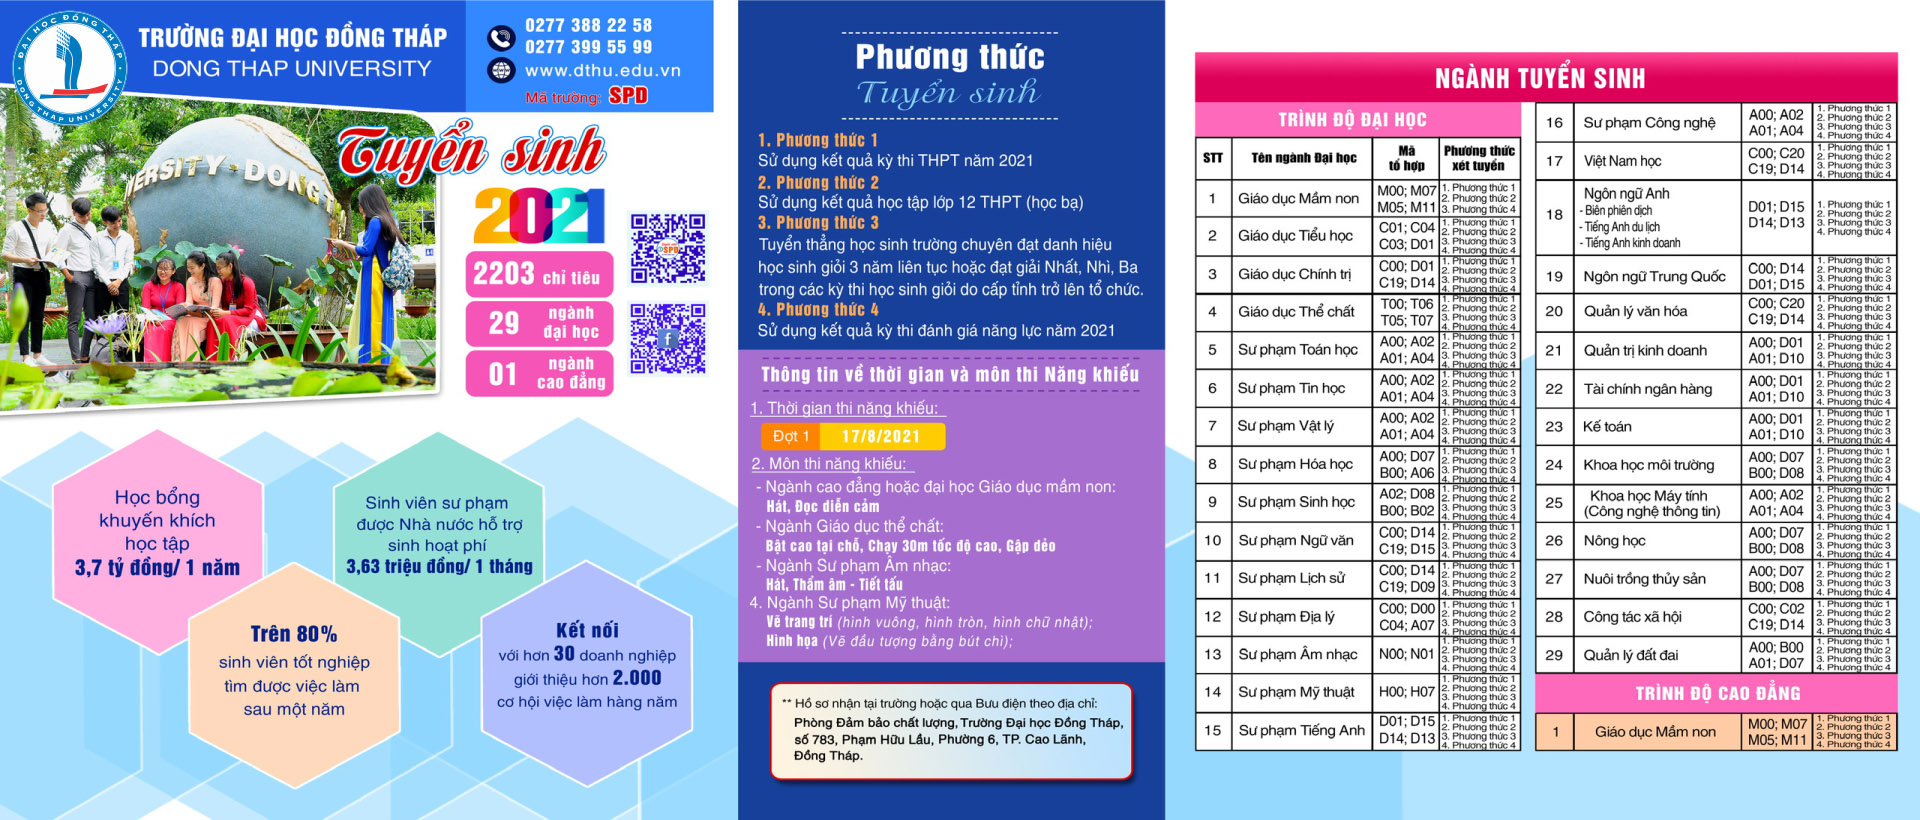 ĐẠI HỌC ĐỒNG THÁP
DONG THAP UNIVERSITY
TRƯỜNG ĐẠI HỌC ĐỒNG THÁP
DONG THAP UNIVERSITY
0277 388 22 58
0277 399 55 99
www.dthu.edu.vn
Mã trường: SPD
VERSITY - DONG T
Tuyển sinh
2021
2203 chỉ tiêu
29 ngành
đại học
01 ngành
cao đẳng
SPD
f
Học bổng
khuyến khích
học tập
3,7 tỷ đồng/ 1 năm
Sinh viên sư phạm
được Nhà nước hỗ trợ
sinh hoạt phí
3,63 triệu đồng/ 1 tháng
Trên 80%
sinh viên tốt nghiệp
tìm được việc làm
sau một năm
Kết nối
với hơn 30 doanh nghiệp
giới thiệu hơn 2.000
cơ hội việc làm hàng năm
Phương thức
Tuyển sinh
1. Phương thức 1
Sử dụng kết quả kỳ thi THPT năm 2021
2. Phương thức 2
Sử dụng kết quả học tập lớp 12 THPT (học bạ)
3. Phương thức 3
Tuyển thẳng học sinh trường chuyên đạt danh hiệu
học sinh giỏi 3 năm liên tục hoặc đạt giải Nhất, Nhì, Ba
trong các kỳ thi học sinh giỏi do cấp tỉnh trở lên tổ chức.
4. Phương thức 4
Sử dụng kết quả kỳ thi đánh giá năng lực năm 2021
Thông tin về thời gian và môn thi Năng khiếu
1. Thời gian thi năng khiếu:
Đợt 1 17/8/2021
2. Môn thi năng khiếu:
- Ngành cao đẳng hoặc đại học Giáo dục mầm non:
Hát, Đọc diễn cảm
- Ngành Giáo dục thể chất:
Bật cao tại chỗ, Chạy 30m tốc độ cao, Gập dẻo
- Ngành Sư phạm Âm nhạc:
Hát, Thẩm âm - Tiết tấu
4. Ngành Sư phạm Mỹ thuật:
Vẽ trang trí (hình vuông, hình tròn, hình chữ nhật);
Hình họa (Vẽ đầu tượng bằng bút chì);
** Hồ sơ nhận tại trường hoặc qua Bưu điện theo địa chỉ:
Phòng Đảm bảo chất lượng, Trường Đại học Đồng Tháp,
số 783, Phạm Hữu Lầu, Phường 6, TP. Cao Lãnh,
Đồng Tháp.
NGÀNH TUYỂN SINH
TRÌNH ĐỘ ĐẠI HỌC
STT Tên ngành Đại học Mã tổ hợp Phương thức xét tuyển
1 Giáo dục Mầm non M00; M07 M05; M11 1. Phương thức 1 2. Phương thức 2 3. Phương thức 3
2 Giáo dục Tiểu học C01; C04 C03; D01 1. Phương thức 1 2. Phương thức 2 3. Phương thức 3 4. Phương thức 4
3 Giáo dục Chính trị C00; D01 C19; D14 1. Phương thức 1 2. Phương thức 2 3. Phương thức 3 4. Phương thức 4
4 Giáo dục Thể chất T00; T06 T05; T07 1. Phương thức 1 2. Phương thức 2 3. Phương thức 3 4. Phương thức 4
5 Sư phạm Toán học A00; A02 A01; A04 1. Phương thức 1 2. Phương thức 2 3. Phương thức 3 4. Phương thức 4
6 Sư phạm Tin học A00; A02 A01; A04 1. Phương thức 1 2. Phương thức 2 3. Phương thức 3 4. Phương thức 4
7 Sư phạm Vật lý A00; A02 A01; A04 1. Phương thức 1 2. Phương thức 2 3. Phương thức 3 4. Phương thức 4
8 Sư phạm Hóa học A00; D07 B00; A06 1. Phương thức 1 2. Phương thức 2 3. Phương thức 3 4. Phương thức 4
9 Sư phạm Sinh học A02; D08 B00; B02 1. Phương thức 1 2. Phương thức 2 3. Phương thức 3 4. Phương thức 4
10 Sư phạm Ngữ văn C00; D14 C19; D15 1. Phương thức 1 2. Phương thức 2 3. Phương thức 3 4. Phương thức 4
11 Sư phạm Lịch sử C00; D14 C19; D09 1. Phương thức 1 2. Phương thức 2 3. Phương thức 3 4. Phương thức 4
12 Sư phạm Địa lý C00; D00 C04; A07 1. Phương thức 1 2. Phương thức 2 3. Phương thức 3 4. Phương thức 4
13 Sư phạm Âm nhạc N00; N01 1. Phương thức 1 2. Phương thức 2 3. Phương thức 3 4. Phương thức 4
14 Sư phạm Mỹ thuật H00; H07 1. Phương thức 1 2. Phương thức 2 3. Phương thức 3 4. Phương thức 4
15 Sư phạm Tiếng Anh D01; D15 D14; D13 1. Phương thức 1 2. Phương thức 2 3. Phương thức 3 4. Phương thức 4
16 Sư phạm Công nghệ A00; A02 A01; A04 1. Phương thức 1 2. Phương thức 2 3. Phương thức 3 4. Phương thức 4
17 Việt Nam học C00; C20 C19; D14 1. Phương thức 1 2. Phương thức 2 3. Phương thức 3 4. Phương thức 4
18 Ngôn ngữ Anh - Biên phiên dịch - Tiếng Anh du lịch - Tiếng Anh kinh doanh D01; D15 D14; D13 1. Phương thức 1 2. Phương thức 2 3. Phương thức 3 4. Phương thức 4
19 Ngôn ngữ Trung Quốc C00; D14 D01; D15 1. Phương thức 1 2. Phương thức 2 3. Phương thức 3 4. Phương thức 4
20 Quản lý văn hóa C00; C20 C19; D14 1. Phương thức 1 2. Phương thức 2 3. Phương thức 3 4. Phương thức 4
21 Quản trị kinh doanh A00; D01 A01; D10 1. Phương thức 1 2. Phương thức 2 3. Phương thức 3 4. Phương thức 4
22 Tài chính ngân hàng A00; D01 A01; D10 1. Phương thức 1 2. Phương thức 2 3. Phương thức 3 4. Phương thức 4
23 Kế toán A00; D01 A01; D10 1. Phương thức 1 2. Phương thức 2 3. Phương thức 3 4. Phương thức 4
24 Khoa học môi trường A00; D07 B00; D08 1. Phương thức 1 2. Phương thức 2 3. Phương thức 3 4. Phương thức 4
25 Khoa học Máy tính (Công nghệ thông tin) A00; A02 A01; A04 1. Phương thức 1 2. Phương thức 2 3. Phương thức 3 4. Phương thức 4
26 Nông học A00; D07 B00; D08 1. Phương thức 1 2. Phương thức 2 3. Phương thức 3 4. Phương thức 4
27 Nuôi trồng thủy sản A00; D07 B00; D08 1. Phương thức 1 2. Phương thức 2 3. Phương thức 3 4. Phương thức 4
28 Công tác xã hội C00; C02 C19; D14 1. Phương thức 1 2. Phương thức 2 3. Phương thức 3 4. Phương thức 4
29 Quản lý đất đai A00; B00 A01; D07 1. Phương thức 1 2. Phương thức 2 3. Phương thức 3 4. Phương thức 4
TRÌNH ĐỘ CAO ĐẲNG
1 Giáo dục Mầm non M00; M07 M05; M11 1. Phương thức 1 2. Phương thức 2 3. Phương thức 3 4. Phương thức 4